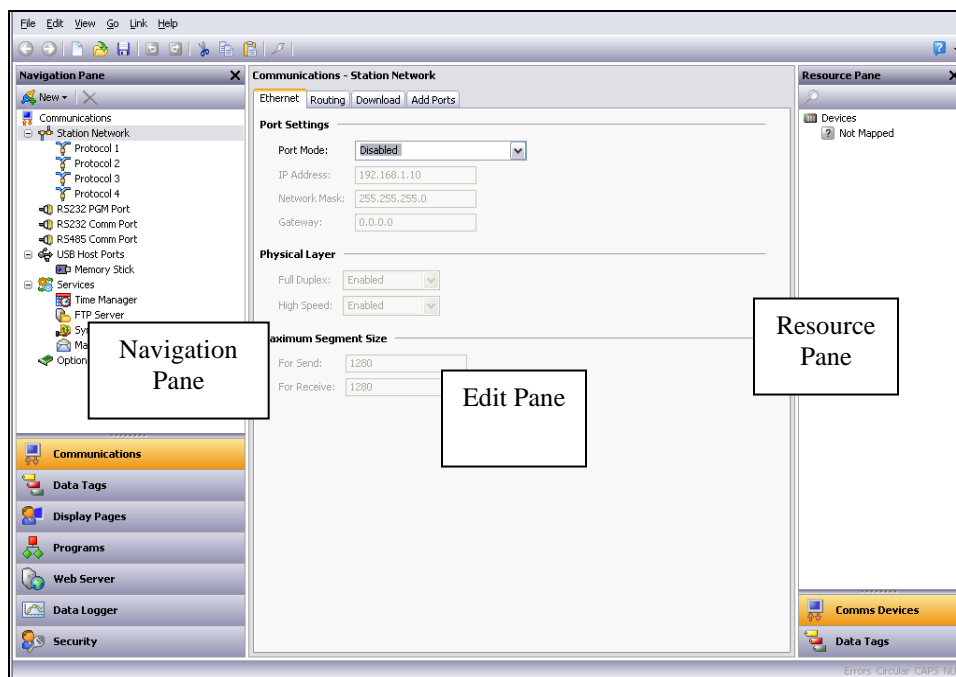 File Edit View Go Link Help
Navigation Pane
New
Communications
Station Network
Protocol 1
Protocol 2
Protocol 3
Protocol 4
RS232 PGM Port
RS232 Comm Port
RS485 Comm Port
USB Host Ports
Memory Stick
Services
Time Manager
FTP Server
Navigation
Pane
Communications
Data Tags
Display Pages
Programs
Web Server
Data Logger
Security
Communications - Station Network
Ethernet Routing Download Add Ports
Port Settings
Port Mode: Disabled
IP Address: 192.168.1.10
Network Mask: 255.255.255.0
Gateway: 0.0.0.0
Physical Layer
Full Duplex: Enabled
High Speed: Enabled
Segment Size
For Send: 1280
For Receive: 1280
Edit Pane
Resource Pane
Devices
Not Mapped
Resource
Pane
Comms Devices
Data Tags
Errors Circular CAPS